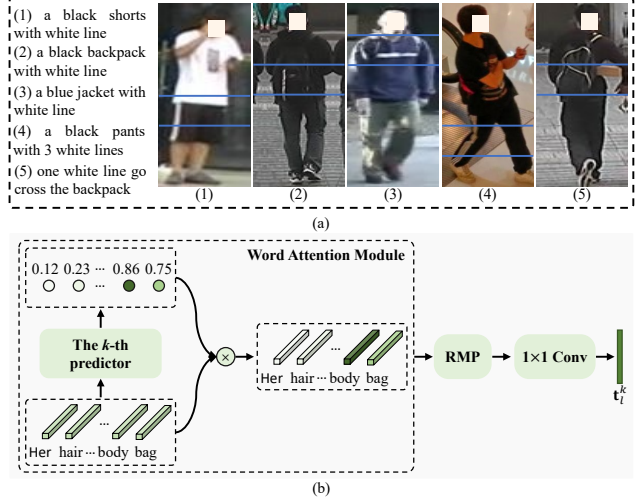 (1) a black shorts
with white line
(2) a black backpack
with white line
(3) a blue jacket with
white line
(4) a black pants
with 3 white lines
(5) one white line go
cross the backpack
(1) (2) (3) (4) (5)
(a)
Word Attention Module
0.12 0.23 ··· 0.86 0.75
···
The k-th
predictor
×
···
Her hair ··· body bag
RMP
1×1 Conv
t_l^k
···
Her hair ··· body bag
(b)